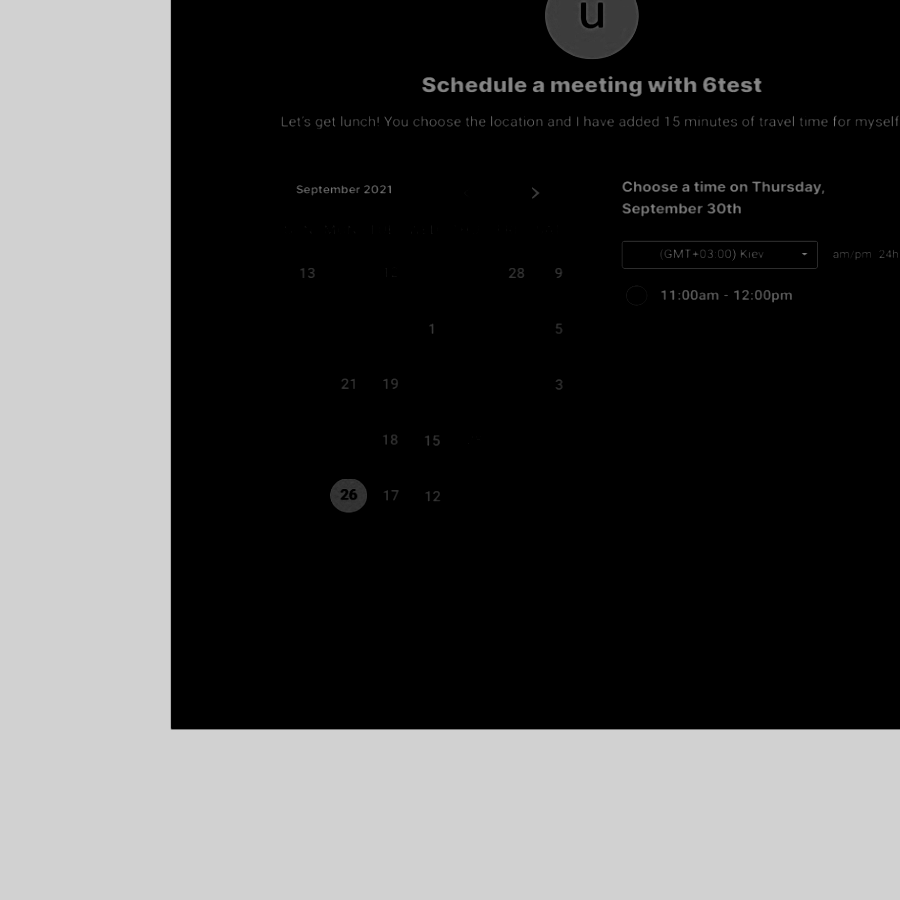 u
Schedule a meeting with 6test
Let's get lunch! You choose the location and I have added 15 minutes of travel time for myself
September 2021
Choose a time on Thursday,
September 30th
(GMT+03:00) Kiev
am/pm 24h
11:00am - 12:00pm
13 28 9
1 5
21 19 3
18 15
26 17 12